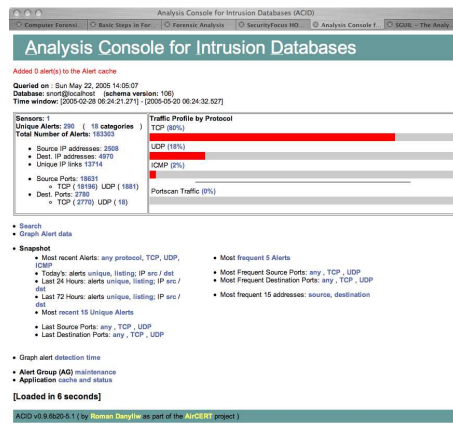 Analysis Console for Intrusion Databases (ACID)
Computer Forensi... Basic Steps in For... Forensic Analysis SecurityFocus HO... Analysis Console f... SGUIL - The Analy...
Analysis Console for Intrusion Databases
Added 0 alert(s) to the Alert cache
Queried on : Sun May 22, 2005 14:05:07
Database: snort@localhost (schema version: 106)
Time window: [2005-02-28 06:24:21.271] - [2005-05-20 06:24:32.527]
Sensors: 1
Unique Alerts: 290 ( 18 categories )
Total Number of Alerts: 183303
Source IP addresses: 2508
Dest. IP addresses: 4970
Unique IP links 13714
Source Ports: 18631
TCP ( 18196) UDP ( 1881)
Dest. Ports: 2780
TCP ( 2770) UDP ( 18)
Traffic Profile by Protocol
TCP (80%)
UDP (18%)
ICMP (2%)
Portscan Traffic (0%)
Search
Graph Alert data
Snapshot
Most recent Alerts: any protocol, TCP, UDP,
ICMP
Today's: alerts unique, listing; IP src / dst
Last 24 Hours: alerts unique, listing; IP src /
dst
Last 72 Hours: alerts unique, listing; IP src /
dst
Most recent 15 Unique Alerts
Last Source Ports: any , TCP , UDP
Last Destination Ports: any , TCP , UDP
Most frequent 5 Alerts
Most Frequent Source Ports: any , TCP , UDP
Most Frequent Destination Ports: any , TCP , UDP
Most frequent 15 addresses: source, destination
Graph alert detection time
Alert Group (AG) maintenance
Application cache and status
[Loaded in 6 seconds]
ACID v0.9.6b20-5.1 ( by Roman Danyliw as part of the AirCERT project )